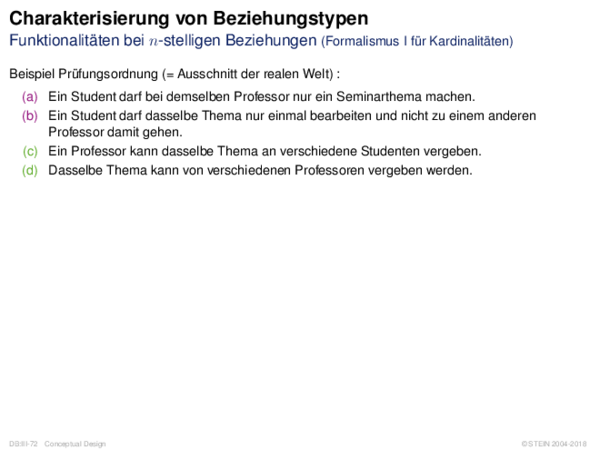 Charakterisierung von Beziehungstypen
Funktionalitäten bei n-stelligen Beziehungen (Formalismus I für Kardinalitäten)
Beispiel Prüfungsordnung (= Ausschnitt der realen Welt) :
(a) Ein Student darf bei demselben Professor nur ein Seminarthema machen.
(b) Ein Student darf dasselbe Thema nur einmal bearbeiten und nicht zu einem anderen
Professor damit gehen.
(c) Ein Professor kann dasselbe Thema an verschiedene Studenten vergeben.
(d) Dasselbe Thema kann von verschiedenen Professoren vergeben werden.
DB:III-72 Conceptual Design
© STEIN 2004-2018